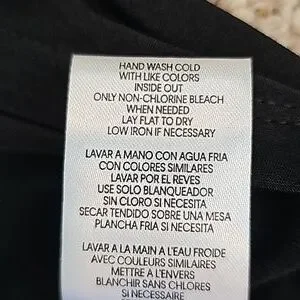 HAND WASH COLD
WITH LIKE COLORS
INSIDE OUT
ONLY NON-CHLORINE BLEACH
WHEN NEEDED
LAY FLAT TO DRY
LOW IRON IF NECESSARY
LAVAR A MANO CON AGUA FRIA
CON COLORES SIMILARES
LAVAR POR EL REVES
USE SOLO BLANQUEADOR
SIN CLORO SI NECESITA
SECAR TENDIDO SOBRE UNA MESA
PLANCHA FRIA SI NECESITA
LAVAR A LA MAIN A L'EAU FROIDE
AVEC COULEURS SIMILAIRES
METTRE A L'ENVERS
BLANCHIR SANS CHLORES
SI NECESSAIRE